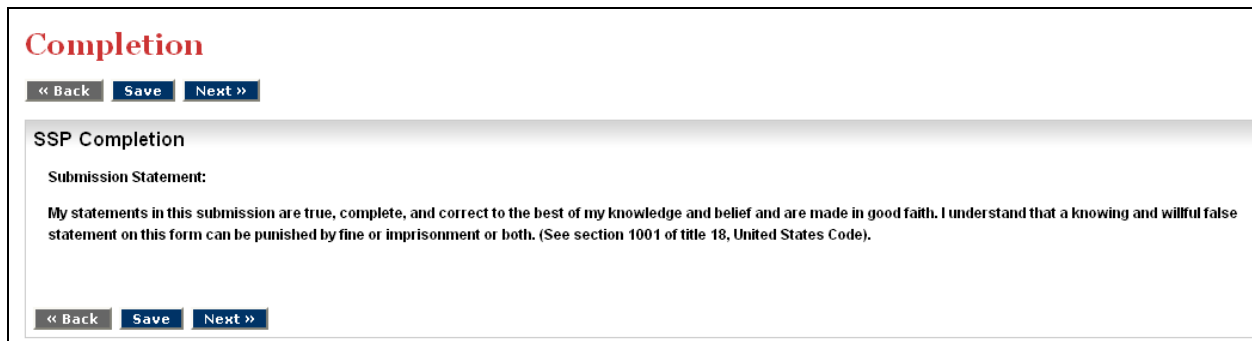 Completion
« Back Save Next »
SSP Completion
Submission Statement:
My statements in this submission are true, complete, and correct to the best of my knowledge and belief and are made in good faith. I understand that a knowing and willful false
statement on this form can be punished by fine or imprisonment or both. (See section 1001 of title 18, United States Code).
« Back Save Next »